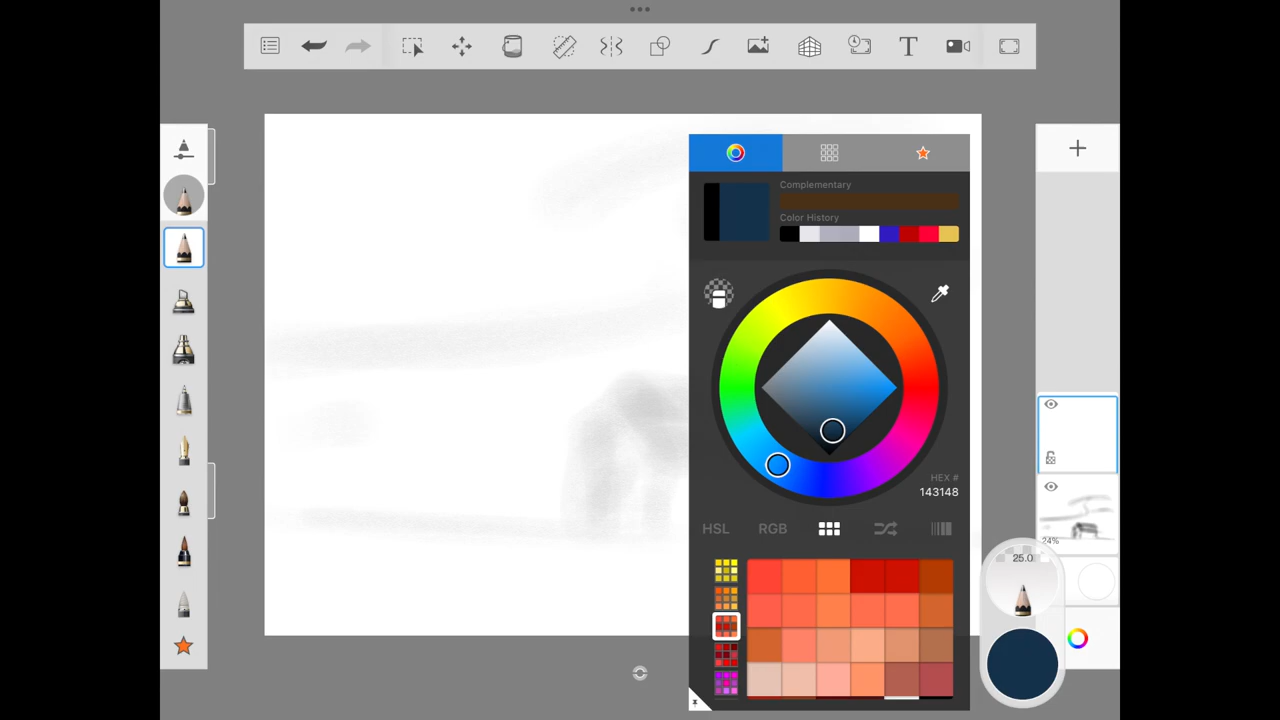 T
Complementary
Color History
HEX #
143148
HSL RGB
24%
25.0